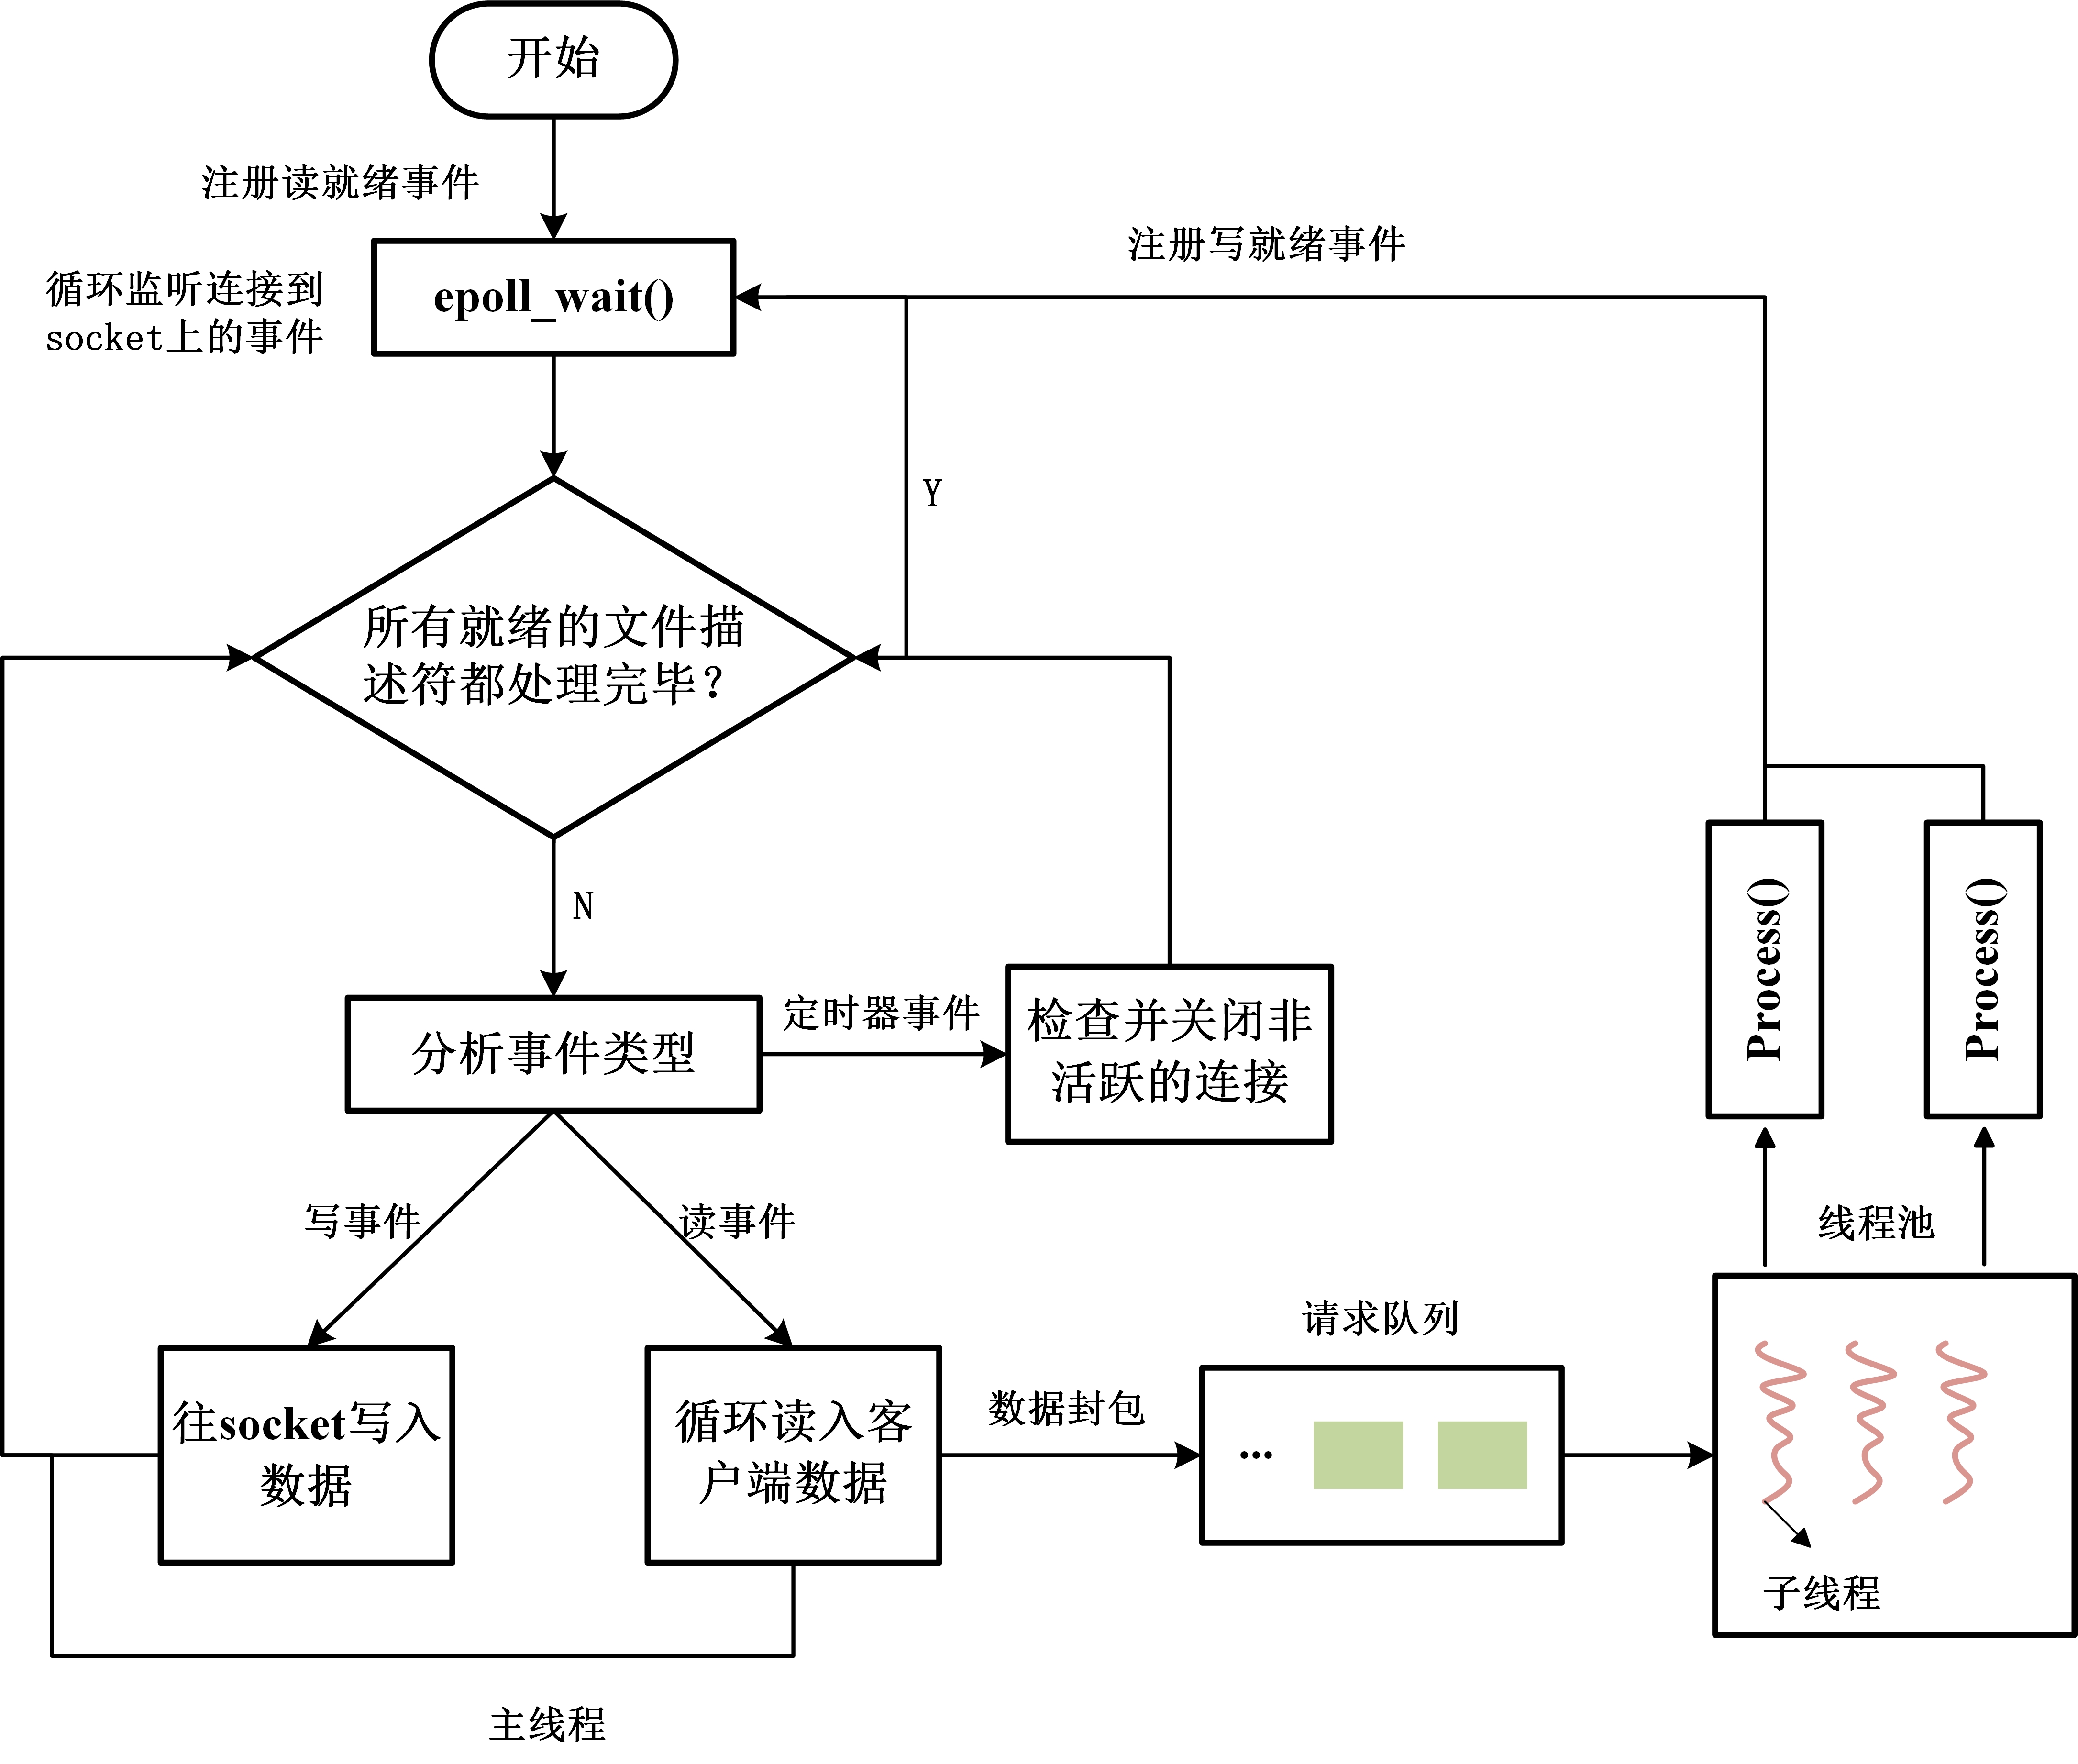 开始
注册读就绪事件
注册写就绪事件
循环监听连接到
socket上的事件
epoll_wait()
Y
所有就绪的文件描
述符都处理完毕？
N
分析事件类型
定时器事件
检查并关闭非
活跃的连接
Process()
Process()
写事件
读事件
线程池
请求队列
往socket写入
数据
循环读入客
户端数据
数据封包
...
子线程
主线程